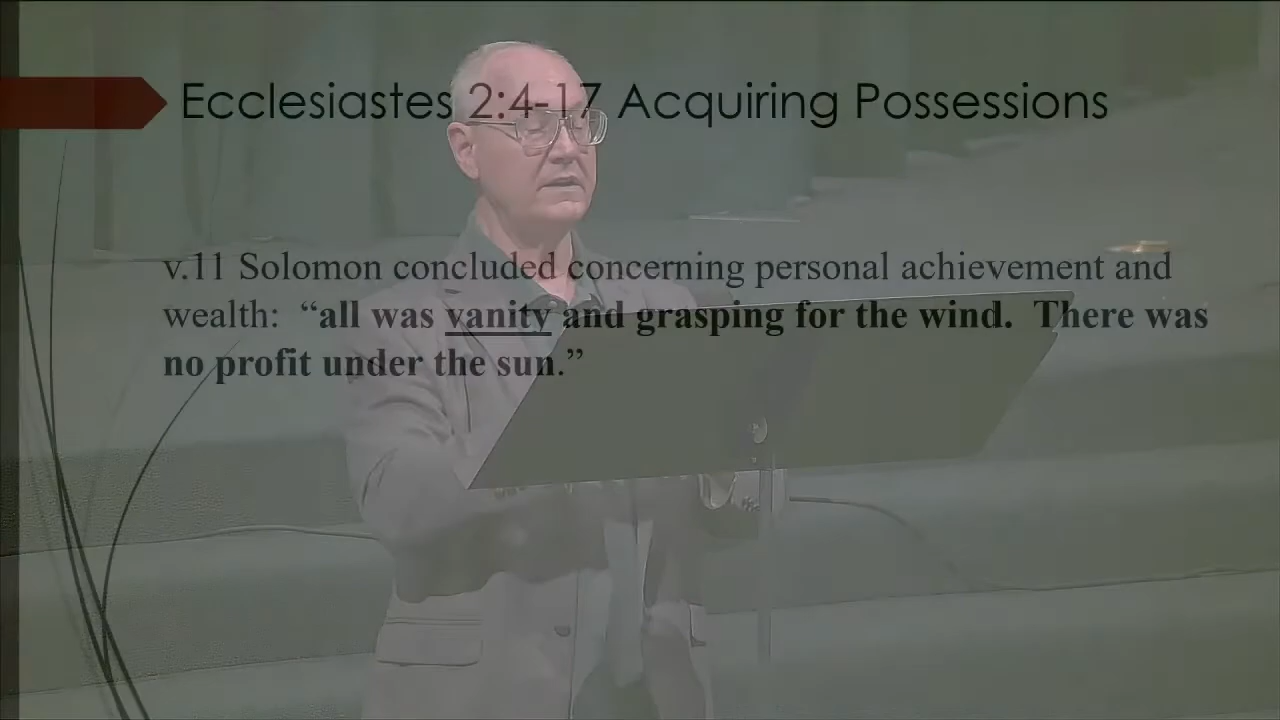 Ecclesiastes 2:4-17 Acquiring Possessions
v.11 Solomon concluded concerning personal achievement and
wealth: “all was vanity and grasping for the wind. There was
no profit under the sun.”